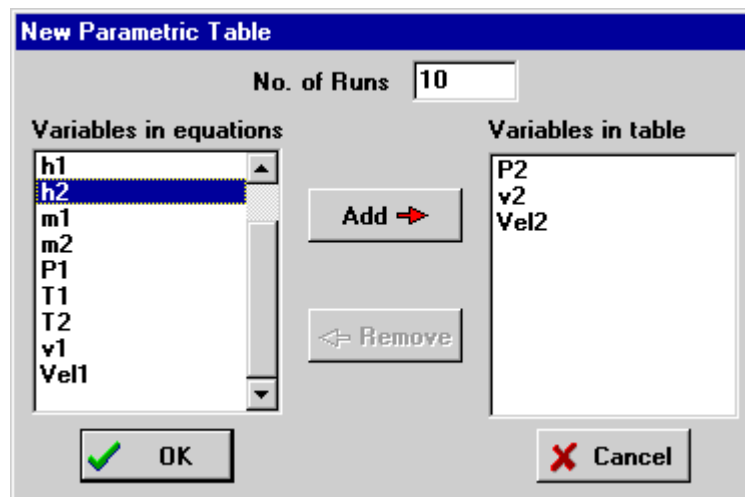 New Parametric Table
No. of Runs 10
Variables in equations
h1
h2
m1
m2
P1
T1
T2
v1
Vel1
Add
Remove
Variables in table
P2
v2
Vel2
OK
Cancel